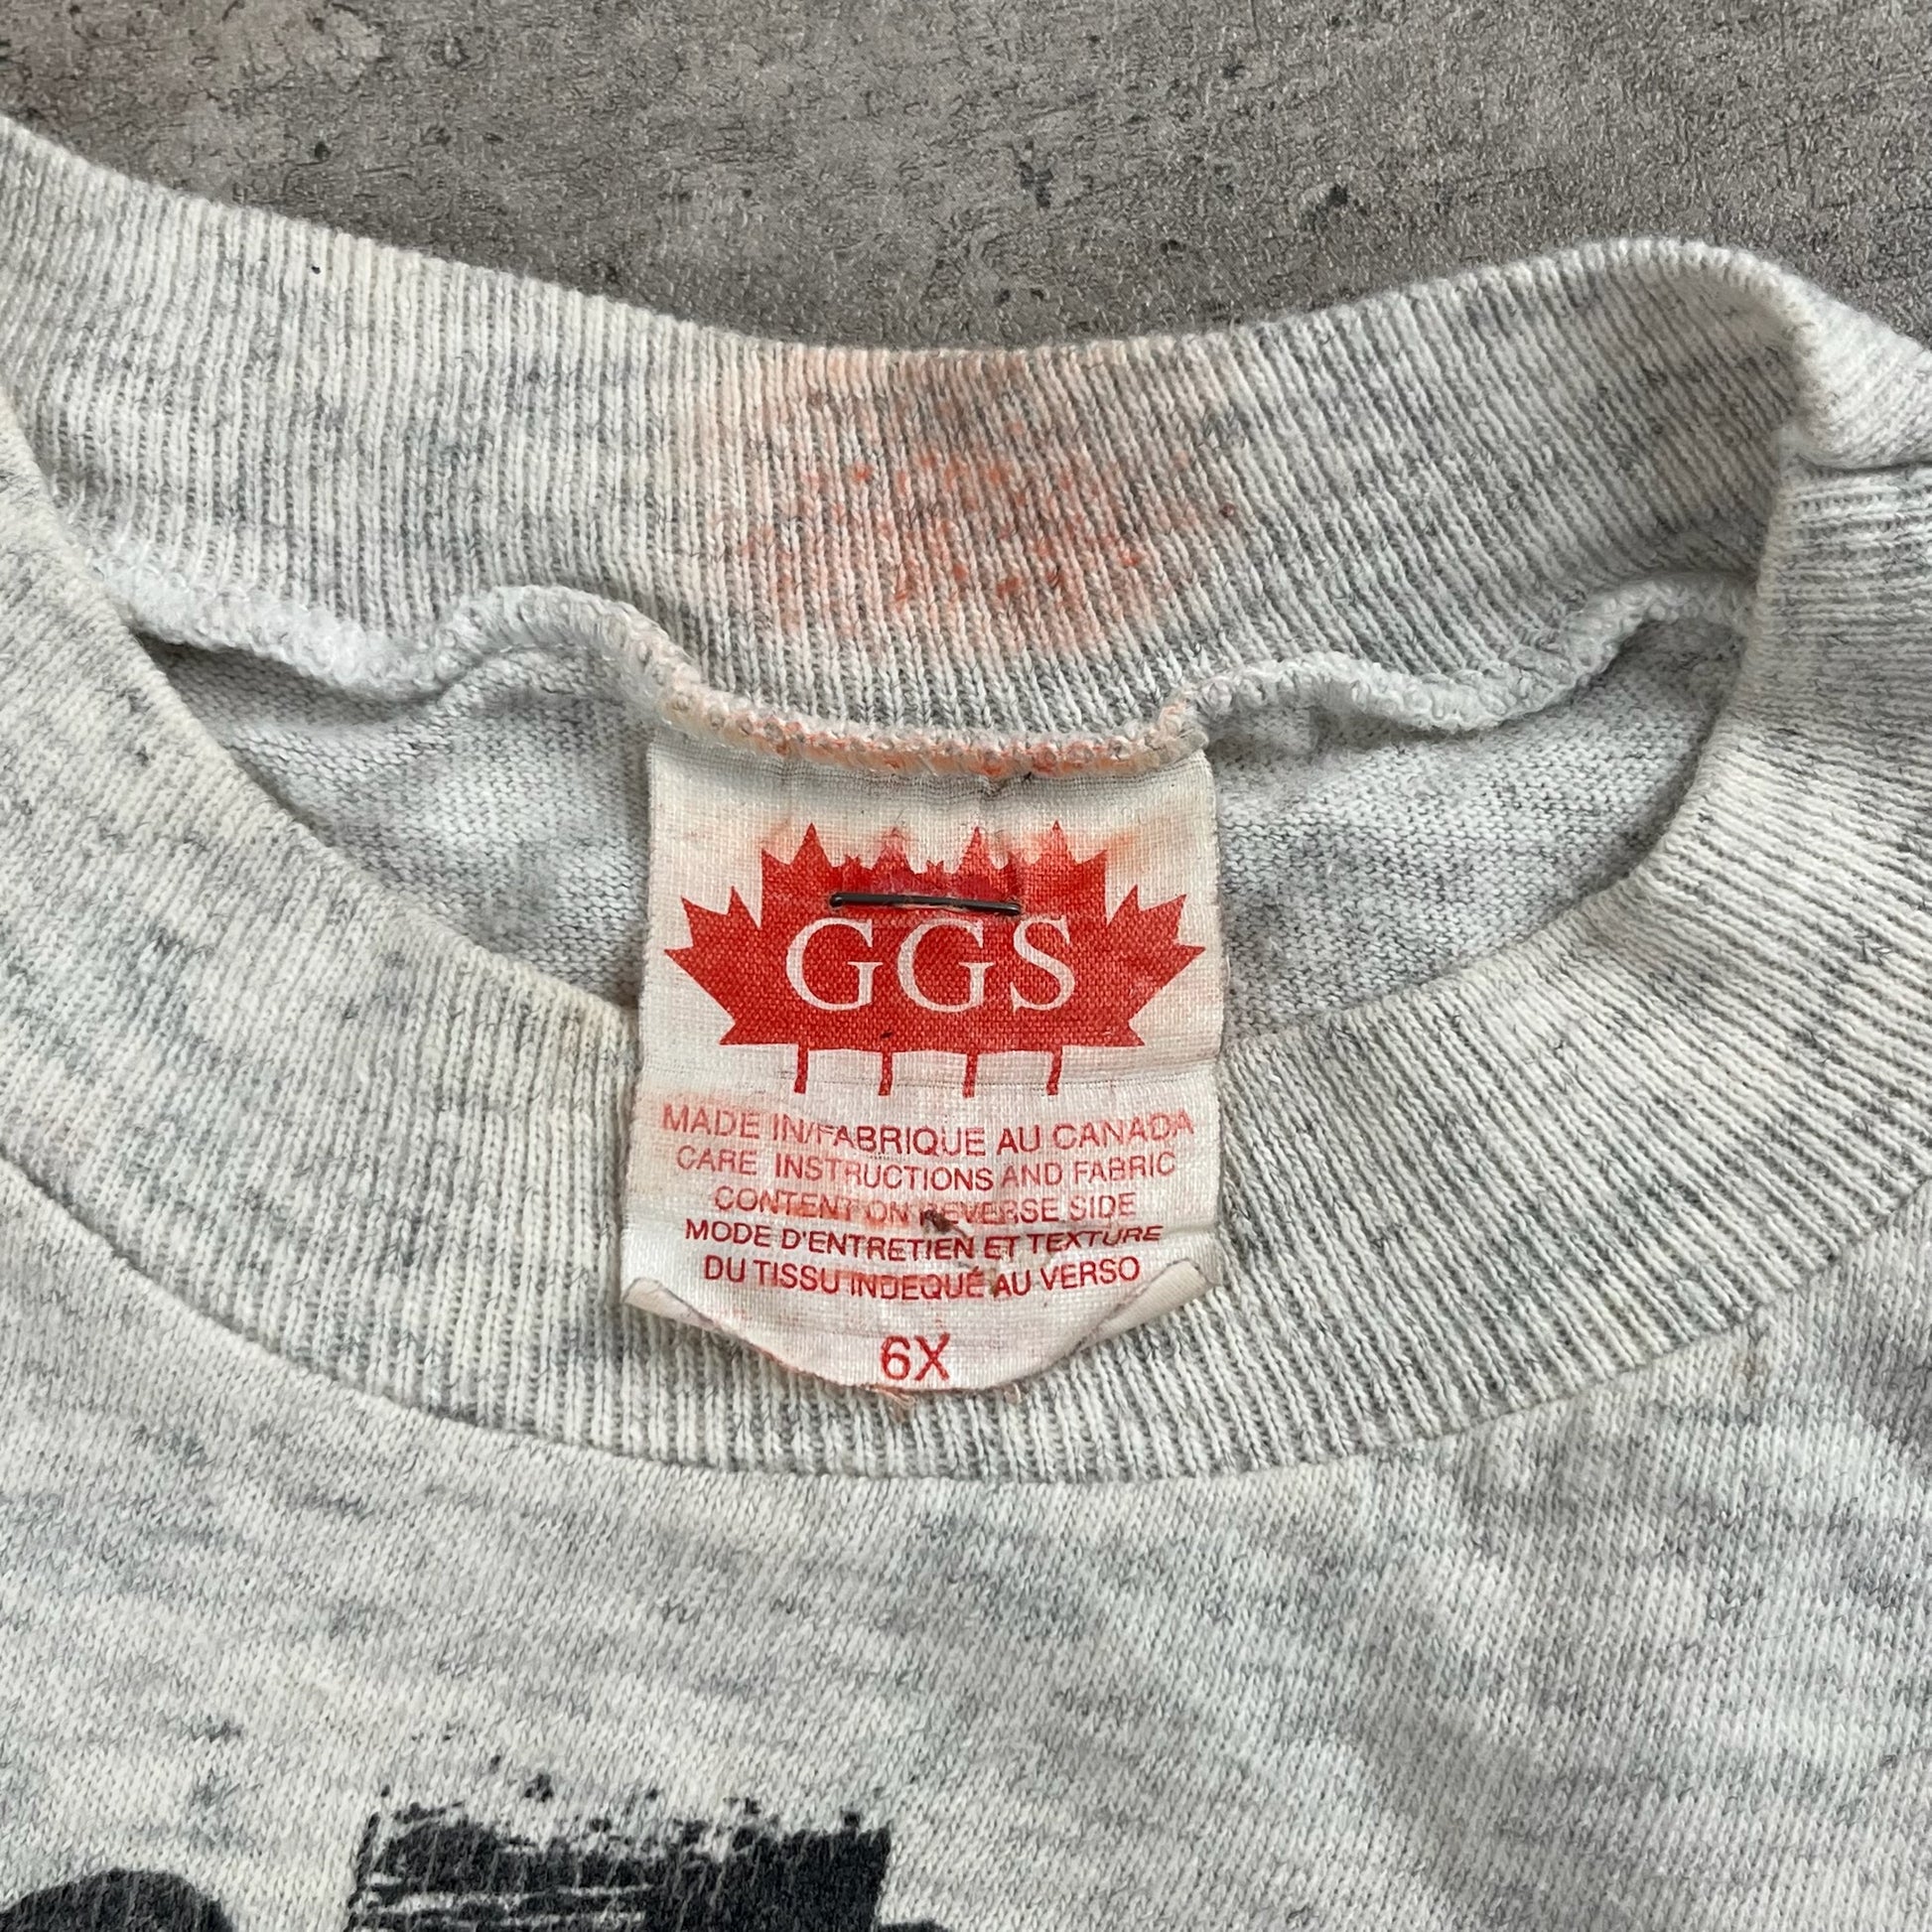 GGS
MADE IN/FABRIQUE AU CANADA
CARE INSTRUCTIONS AND FABRIC
CONTENT ON REVERSE SIDE
MODE D'ENTRETIEN ET TEXTURE
DU TISSU INDEQUÉ AU VERSO
6X